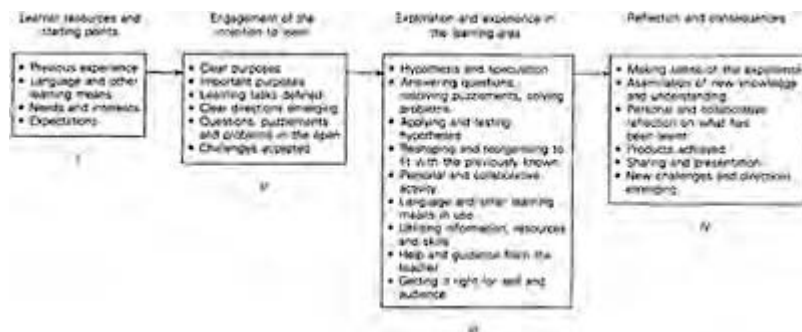 Learner resources and
starting points
• Previous experience
• Language and other
learning means
• Needs and interests
• Expectations
I
Engagement of the
intention to learn
• Clear purposes
• Important purposes
• Learning tasks defined
• Clear directions emerging
• Questions, puzzlements
and problems in the open
• Challenges accepted
II
Exploration and experience in
the learning area
• Hypothesis and speculation
• Answering questions,
resolving puzzlements, solving
problems
• Applying and testing
hypotheses
• Reshaping and reorganising to
fit with the previously known
• Personal and collaborative
activity
• Language and other learning
means in use
• Utilising information, resources
and skills
• Help and guidance from the
teacher
• Getting it right for self and
audience
III
Reflection and consequences
• Making sense of the experience
• Assimilation of new knowledge
and understanding
• Personal and collaborative
reflection on what has
been learnt
• Products achieved
• Sharing and presentation
• New challenges and directions
emerging
IV